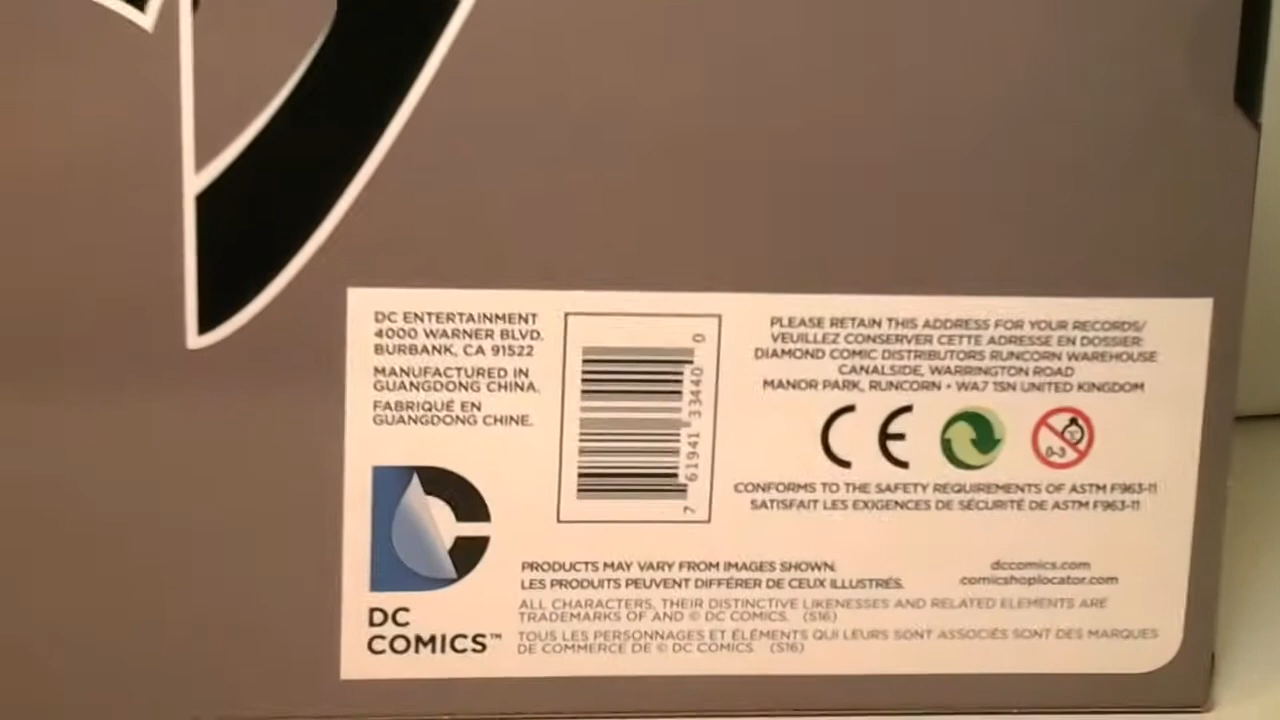 DC ENTERTAINMENT
4000 WARNER BLVD.
BURBANK, CA 91522
MANUFACTURED IN
GUANGDONG CHINA.
FABRIQUÉ EN
GUANGDONG CHINE.
7 61941 33440 0
PLEASE RETAIN THIS ADDRESS FOR YOUR RECORDS/
VEUILLEZ CONSERVER CETTE ADRESSE EN DOSSIER:
DIAMOND COMIC DISTRIBUTORS RUNCORN WAREHOUSE
CANALSIDE, WARRINGTON ROAD
MANOR PARK, RUNCORN • WA7 1SN UNITED KINGDOM
CE
0-3
CONFORMS TO THE SAFETY REQUIREMENTS OF ASTM F963-11
SATISFAIT LES EXIGENCES DE SÉCURITÉ DE ASTM F963-11
DC
COMICS™
PRODUCTS MAY VARY FROM IMAGES SHOWN.
LES PRODUITS PEUVENT DIFFÉRER DE CEUX ILLUSTRÉS.
dccomics.com
comicshoplocator.com
ALL CHARACTERS, THEIR DISTINCTIVE LIKENESSES AND RELATED ELEMENTS ARE
TRADEMARKS OF AND © DC COMICS. (S16)
TOUS LES PERSONNAGES ET ÉLÉMENTS QUI LEURS SONT ASSOCIÉS SONT DES MARQUES
DE COMMERCE DE © DC COMICS. (S16)